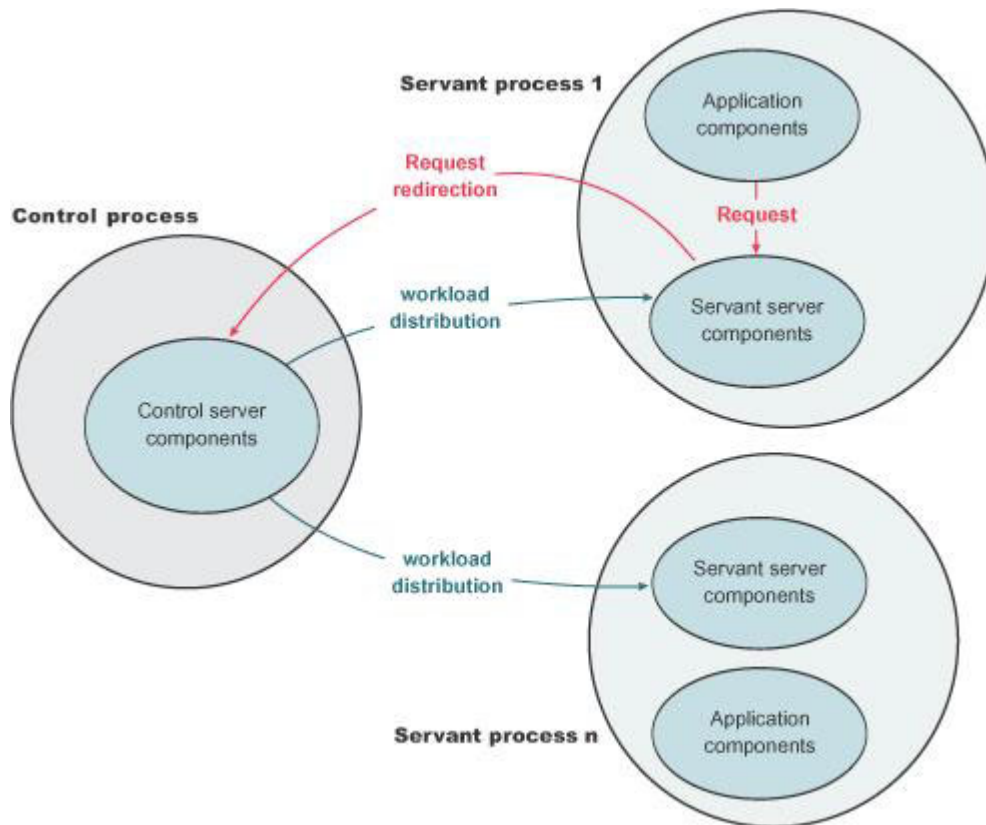 Servant process 1
Application
components
Request
redirection
Request
Control process
workload
distribution
Servant server
components
Control server
components
workload
distribution
Servant server
components
Servant process n
Application
components